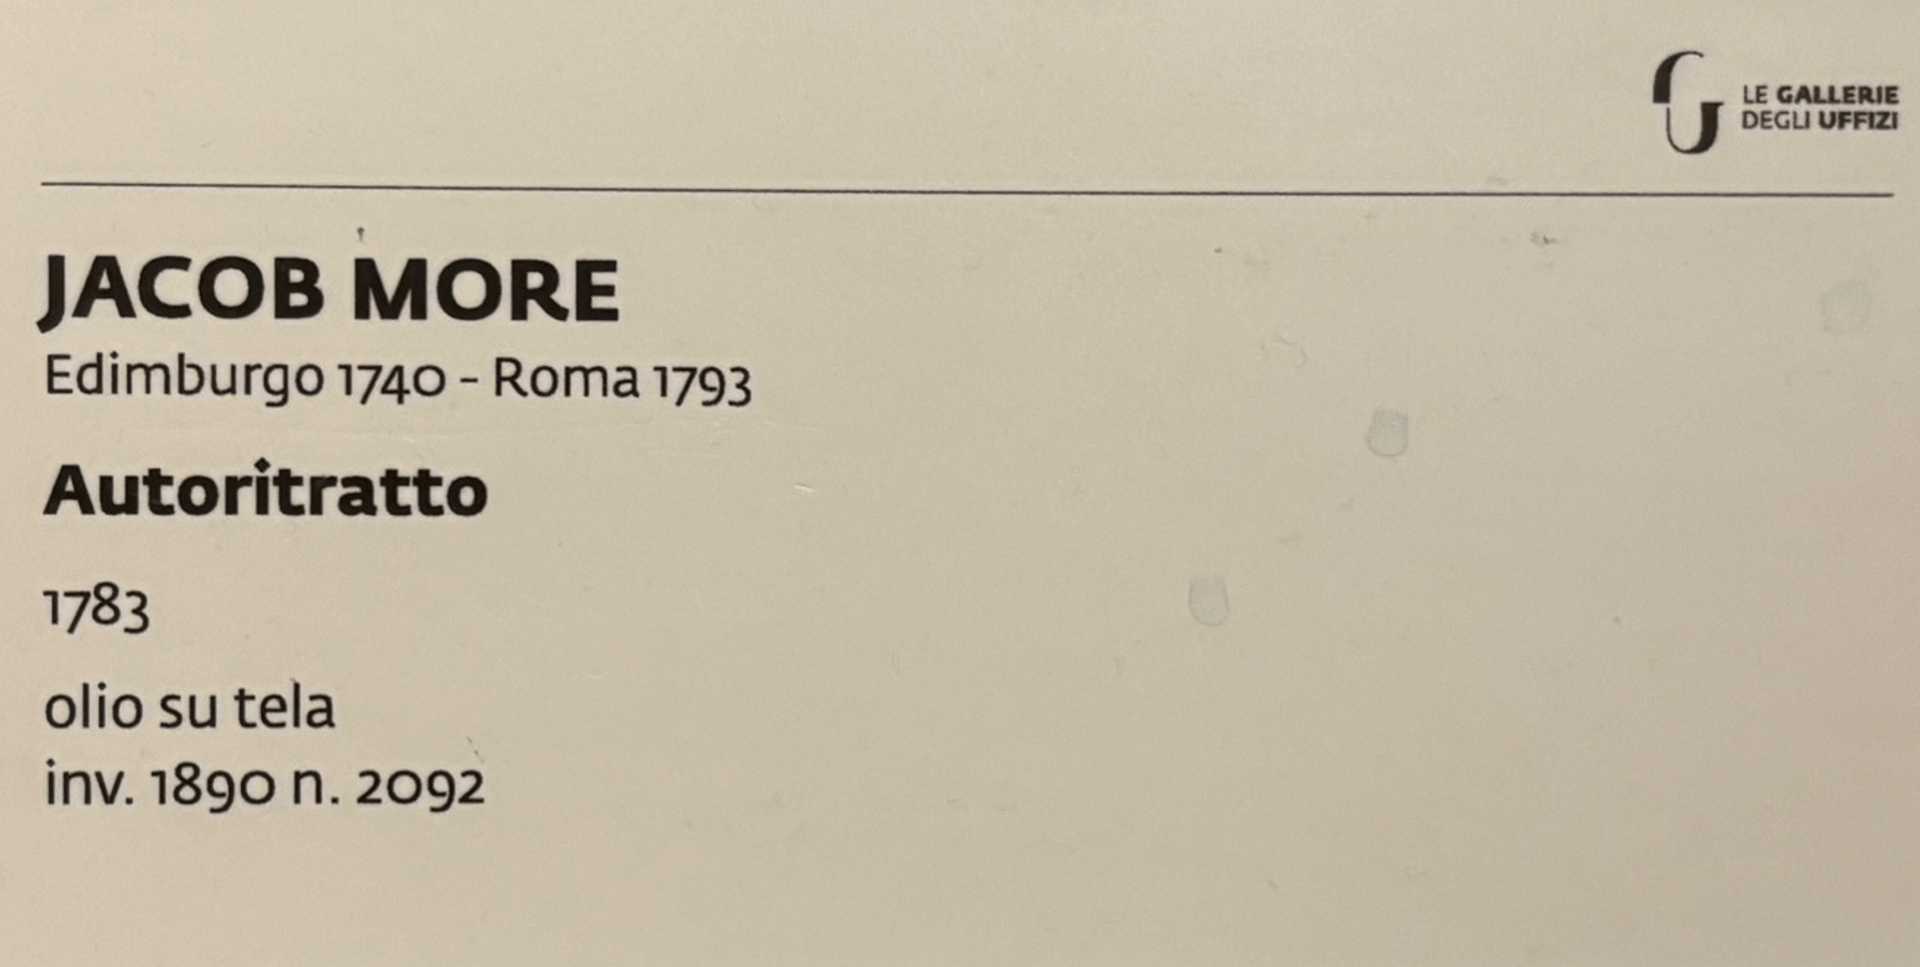 LE GALLERIE
DEGLI UFFIZI
JACOB MORE
Edimburgo 1740 - Roma 1793
Autoritratto
1783
olio su tela
inv. 1890 n. 2092